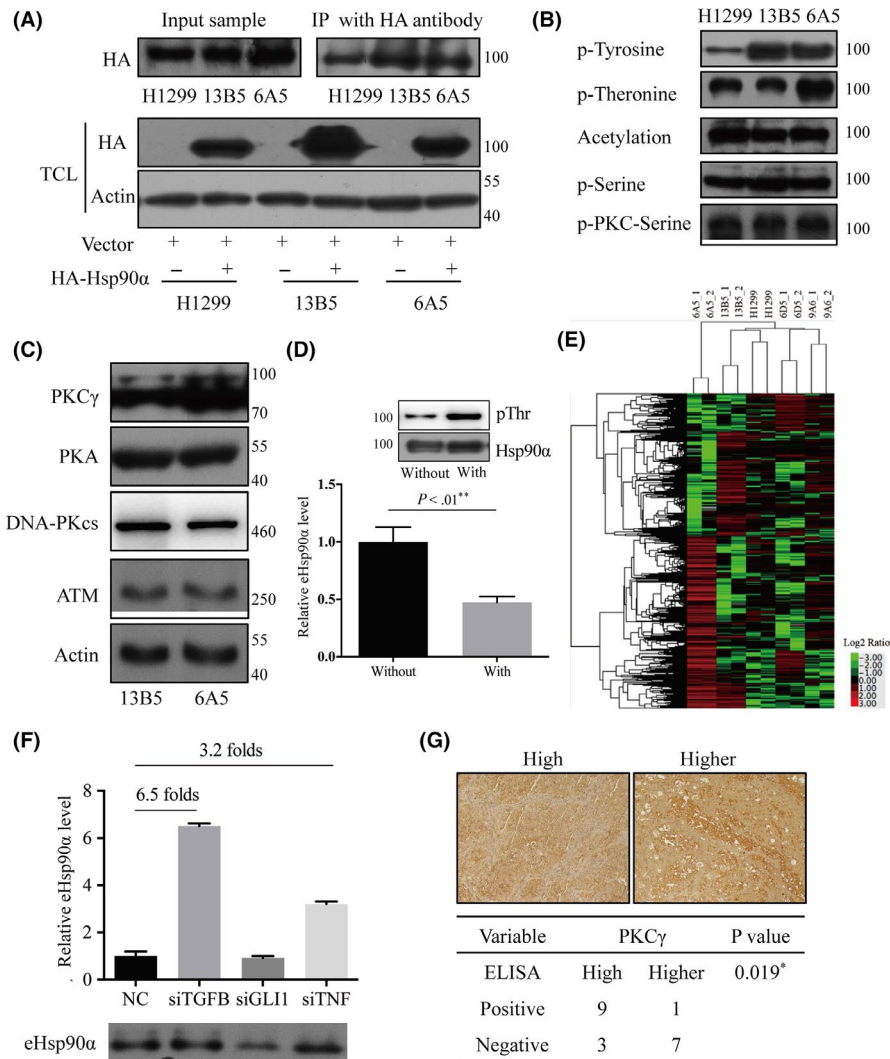 (A)
Input sample IP with HA antibody
HA 100
H1299 13B5 6A5 H1299 13B5 6A5
HA 100
TCL
Actin 55
40
Vector + + + + + +
HA-Hsp90α – + – + – +
H1299 13B5 6A5
(B)
H1299 13B5 6A5
p-Tyrosine 100
p-Theronine 100
Acetylation 100
p-Serine 100
p-PKC-Serine 100
(C)
PKCγ 100
70
PKA 55
40
DNA-PKcs 460
ATM 250
Actin 55
40
13B5 6A5
(D)
100 pThr
100 Hsp90α
Without With
P < .01**
Relative eHsp90α level
1.5
1.0
0.5
0.0
Without With
(E)
6A5_1
6A5_2
13B5_1
13B5_2
H1299
H1299
6D5_1
6D5_2
9A6_1
9A6_2
Log2 Ratio
-3.00
-2.00
-1.00
0.00
1.00
2.00
3.00
(F)
3.2 folds
6.5 folds
Relative eHsp90α level
8
6
4
2
0
NC siTGFB siGLI1 siTNF
eHsp90α
(G)
High Higher
Variable PKCγ P value
ELISA High Higher 0.019*
Positive 9 1
Negative 3 7